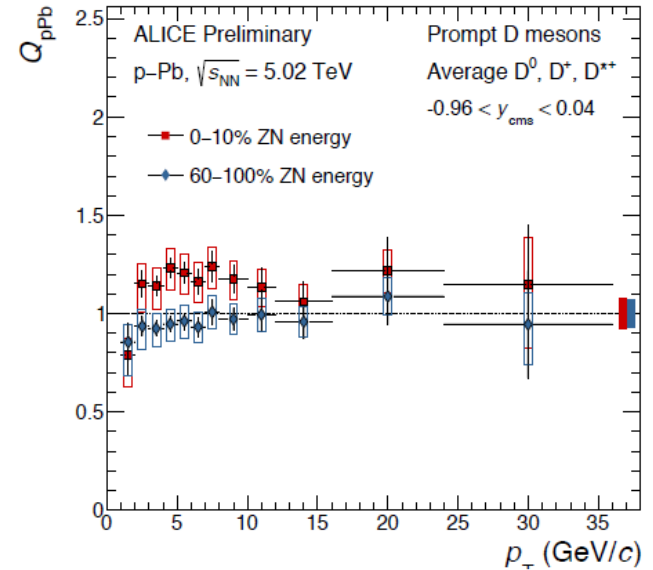 Q_pPb
2.5
2
1.5
1
0.5
0
ALICE Preliminary
p–Pb, √s_NN = 5.02 TeV
Prompt D mesons
Average D⁰, D⁺, D*⁺
-0.96 < y_cms < 0.04
0–10% ZN energy
60–100% ZN energy
0 5 10 15 20 25 30 35
p_T (GeV/c)